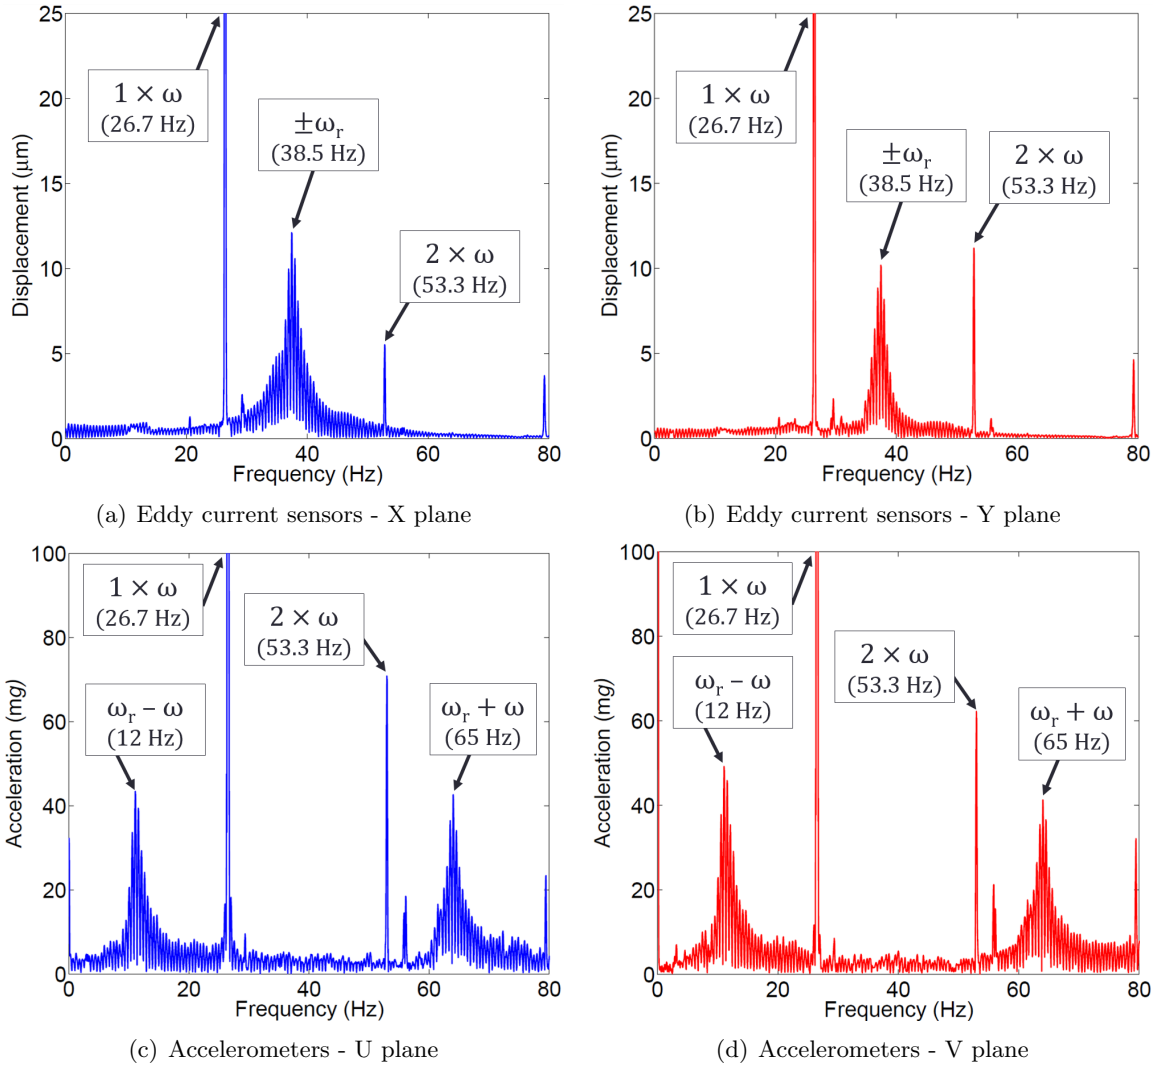 25
20
15
10
5
0
0 20 40 60 80
Displacement (μm)
Frequency (Hz)
1 × ω
(26.7 Hz)
±ωr
(38.5 Hz)
2 × ω
(53.3 Hz)
(a) Eddy current sensors - X plane
25
20
15
10
5
0
0 20 40 60 80
Displacement (μm)
Frequency (Hz)
1 × ω
(26.7 Hz)
±ωr
(38.5 Hz)
2 × ω
(53.3 Hz)
(b) Eddy current sensors - Y plane
100
80
60
40
20
0
0 20 40 60 80
Acceleration (mg)
Frequency (Hz)
1 × ω
(26.7 Hz)
2 × ω
(53.3 Hz)
ωr − ω
(12 Hz)
ωr + ω
(65 Hz)
(c) Accelerometers - U plane
100
80
60
40
20
0
0 20 40 60 80
Acceleration (mg)
Frequency (Hz)
1 × ω
(26.7 Hz)
2 × ω
(53.3 Hz)
ωr − ω
(12 Hz)
ωr + ω
(65 Hz)
(d) Accelerometers - V plane